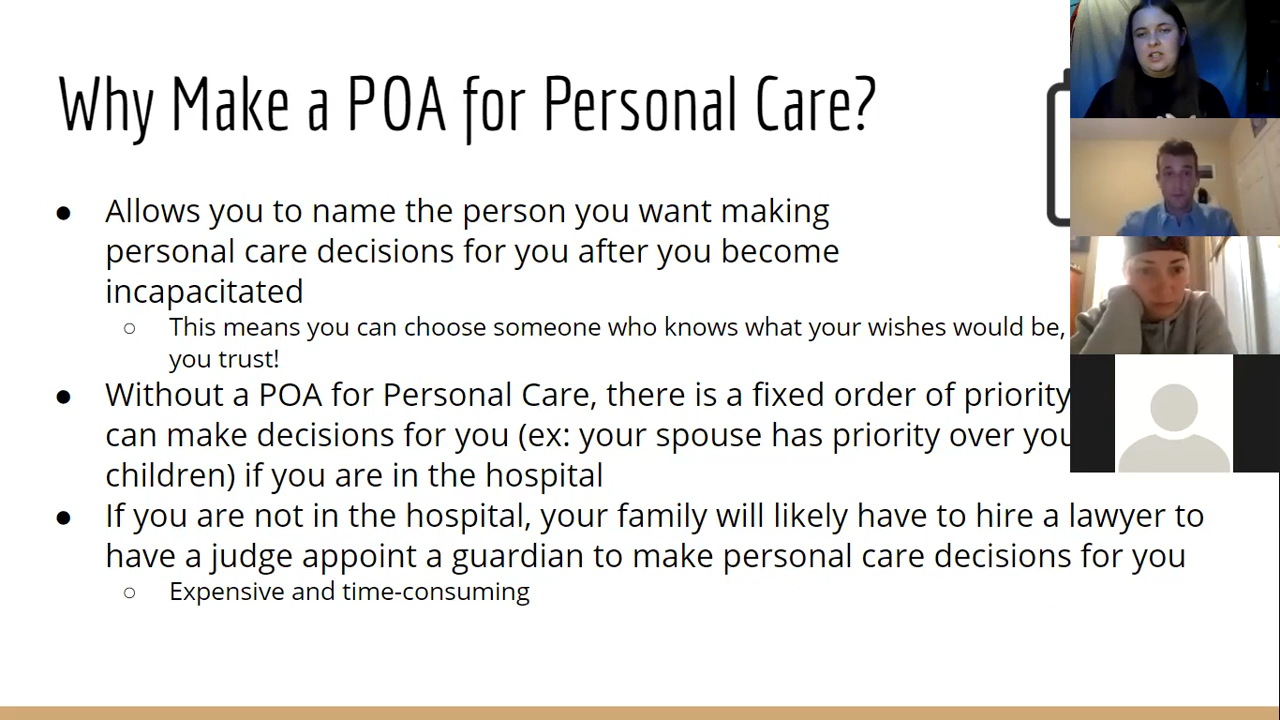 Why Make a POA for Personal Care?
● Allows you to name the person you want making
personal care decisions for you after you become
incapacitated
○ This means you can choose someone who knows what your wishes would be,
you trust!
● Without a POA for Personal Care, there is a fixed order of priority
can make decisions for you (ex: your spouse has priority over you
children) if you are in the hospital
● If you are not in the hospital, your family will likely have to hire a lawyer to
have a judge appoint a guardian to make personal care decisions for you
○ Expensive and time-consuming